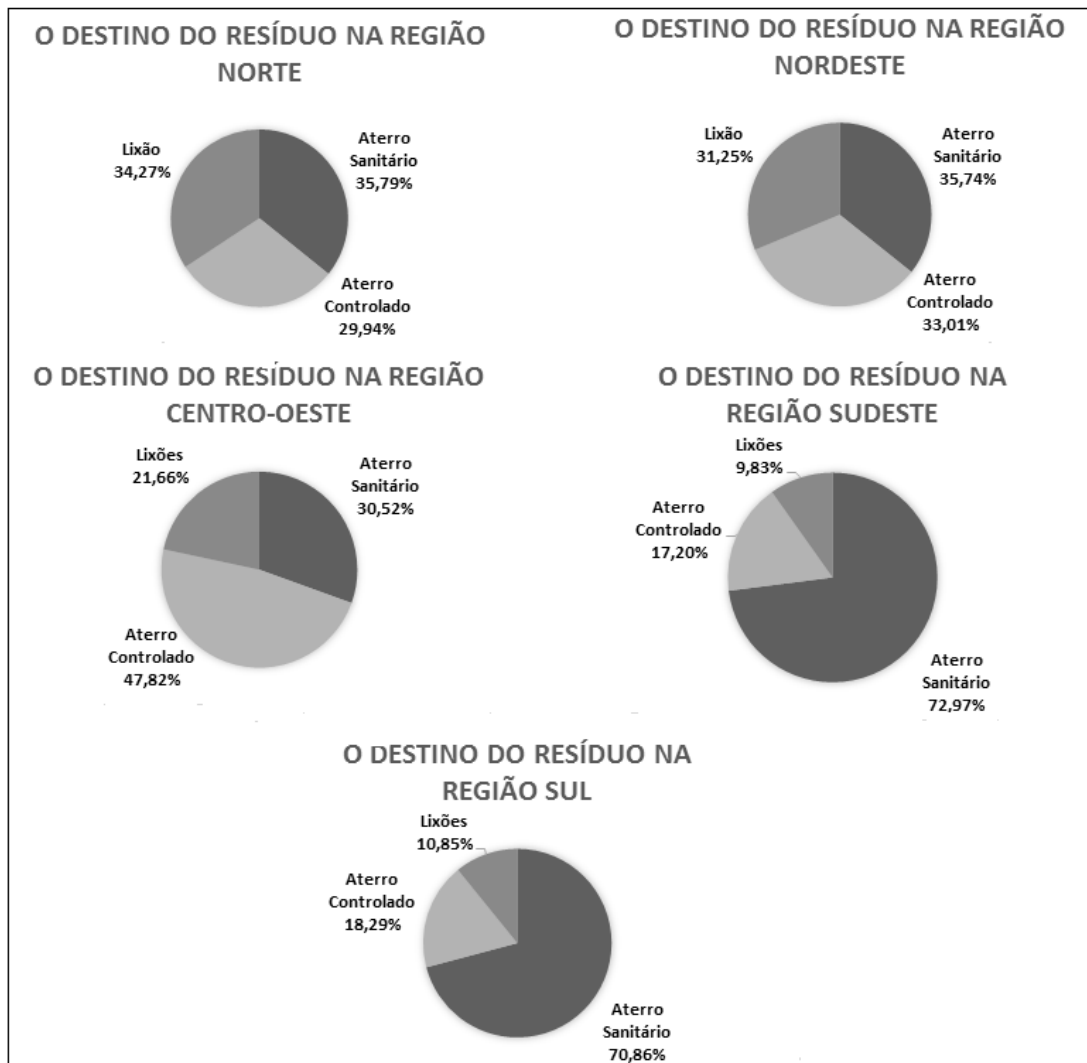 O DESTINO DO RESÍDUO NA REGIÃO
NORTE
Lixão
34,27%
Aterro
Sanitário
35,79%
Aterro
Controlado
29,94%
O DESTINO DO RESÍDUO NA REGIÃO
NORDESTE
Lixão
31,25%
Aterro
Sanitário
35,74%
Aterro
Controlado
33,01%
O DESTINO DO RESÍDUO NA REGIÃO
CENTRO-OESTE
Lixões
21,66%
Aterro
Sanitário
30,52%
Aterro
Controlado
47,82%
O DESTINO DO RESÍDUO NA
REGIÃO SUDESTE
Lixões
9,83%
Aterro
Controlado
17,20%
Aterro
Sanitário
72,97%
O DESTINO DO RESÍDUO NA
REGIÃO SUL
Lixões
10,85%
Aterro
Controlado
18,29%
Aterro
Sanitário
70,86%